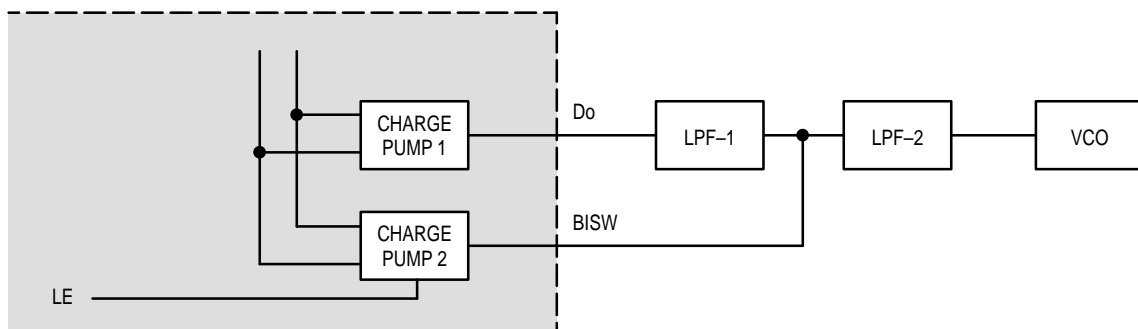 CHARGE
PUMP 1
Do
LPF–1
LPF–2
VCO
CHARGE
PUMP 2
BISW
LE